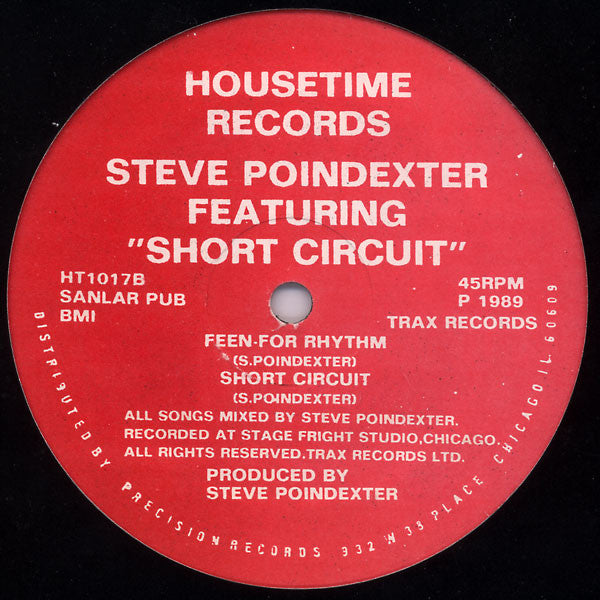 HOUSETIME
RECORDS
STEVE POINDEXTER
FEATURING
"SHORT CIRCUIT"
HT1017B
SANLAR PUB
BMI
45RPM
P 1989
TRAX RECORDS
FEEN-FOR RHYTHM
(S.POINDEXTER)
SHORT CIRCUIT
(S.POINDEXTER)
ALL SONGS MIXED BY STEVE POINDEXTER.
RECORDED AT STAGE FRIGHT STUDIO,CHICAGO.
ALL RIGHTS RESERVED.TRAX RECORDS LTD.
PRODUCED BY
STEVE POINDEXTER
DISTRIBUTED BY PRECISION RECORDS 932 W 38 PLACE CHICAGO IL 60609